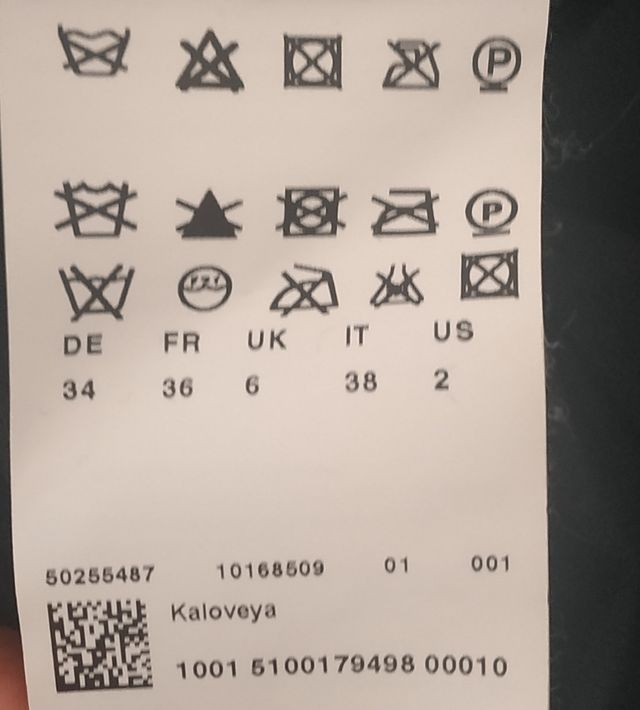 P
P
DE FR UK IT US
34 36 6 38 2
50255487 10168509 01 001
Kaloveya
1001 5100179498 00010